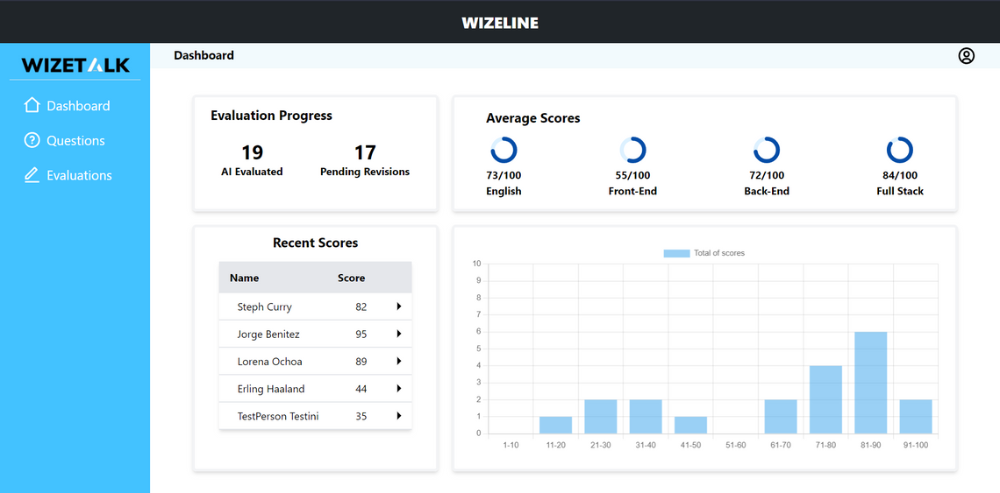 WIZELINE
WIZETALK
Dashboard
Questions
Evaluations
Dashboard
Evaluation Progress
19 17
AI Evaluated Pending Revisions
Average Scores
73/100 55/100 72/100 84/100
English Front-End Back-End Full Stack
Recent Scores
Name Score
Steph Curry 82
Jorge Benitez 95
Lorena Ochoa 89
Erling Haaland 44
TestPerson Testini 35
Total of scores
10
9
8
7
6
5
4
3
2
1
0
1-10 11-20 21-30 31-40 41-50 51-60 61-70 71-80 81-90 91-100